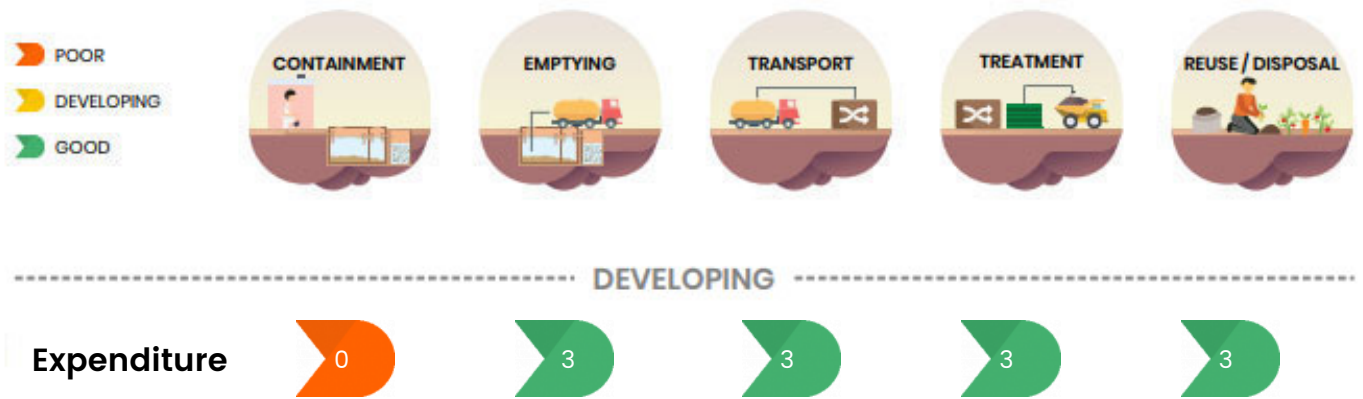 POOR
DEVELOPING
GOOD
CONTAINMENT
EMPTYING
TRANSPORT
TREATMENT
REUSE / DISPOSAL
DEVELOPING
Expenditure 0 3 3 3 3